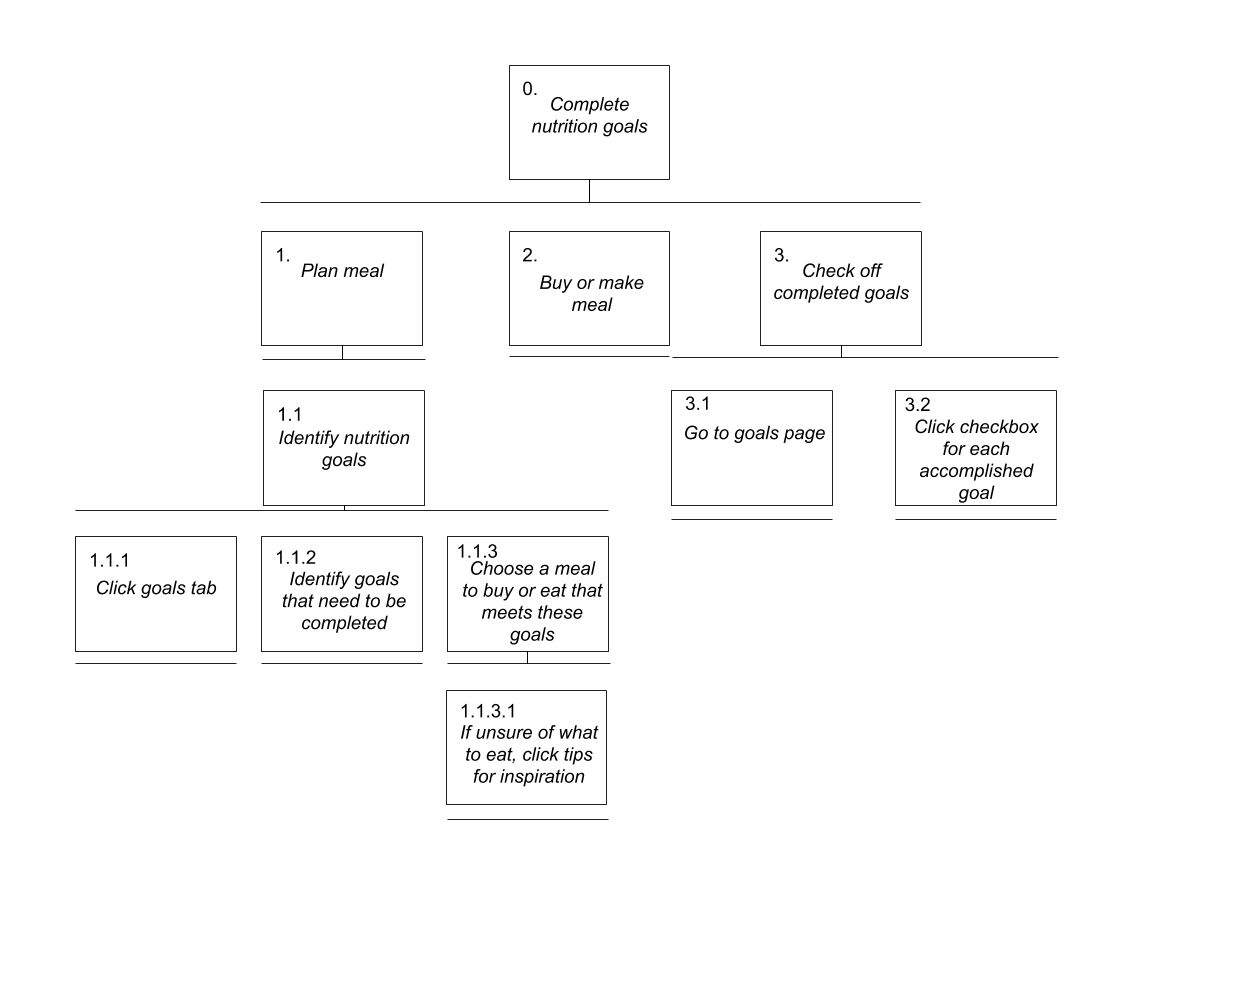 0.
Complete
nutrition goals
1.
Plan meal
2.
Buy or make
meal
3.
Check off
completed goals
1.1
Identify nutrition
goals
3.1
Go to goals page
3.2
Click checkbox
for each
accomplished
goal
1.1.1
Click goals tab
1.1.2
Identify goals
that need to be
completed
1.1.3
Choose a meal
to buy or eat that
meets these
goals
1.1.3.1
If unsure of what
to eat, click tips
for inspiration